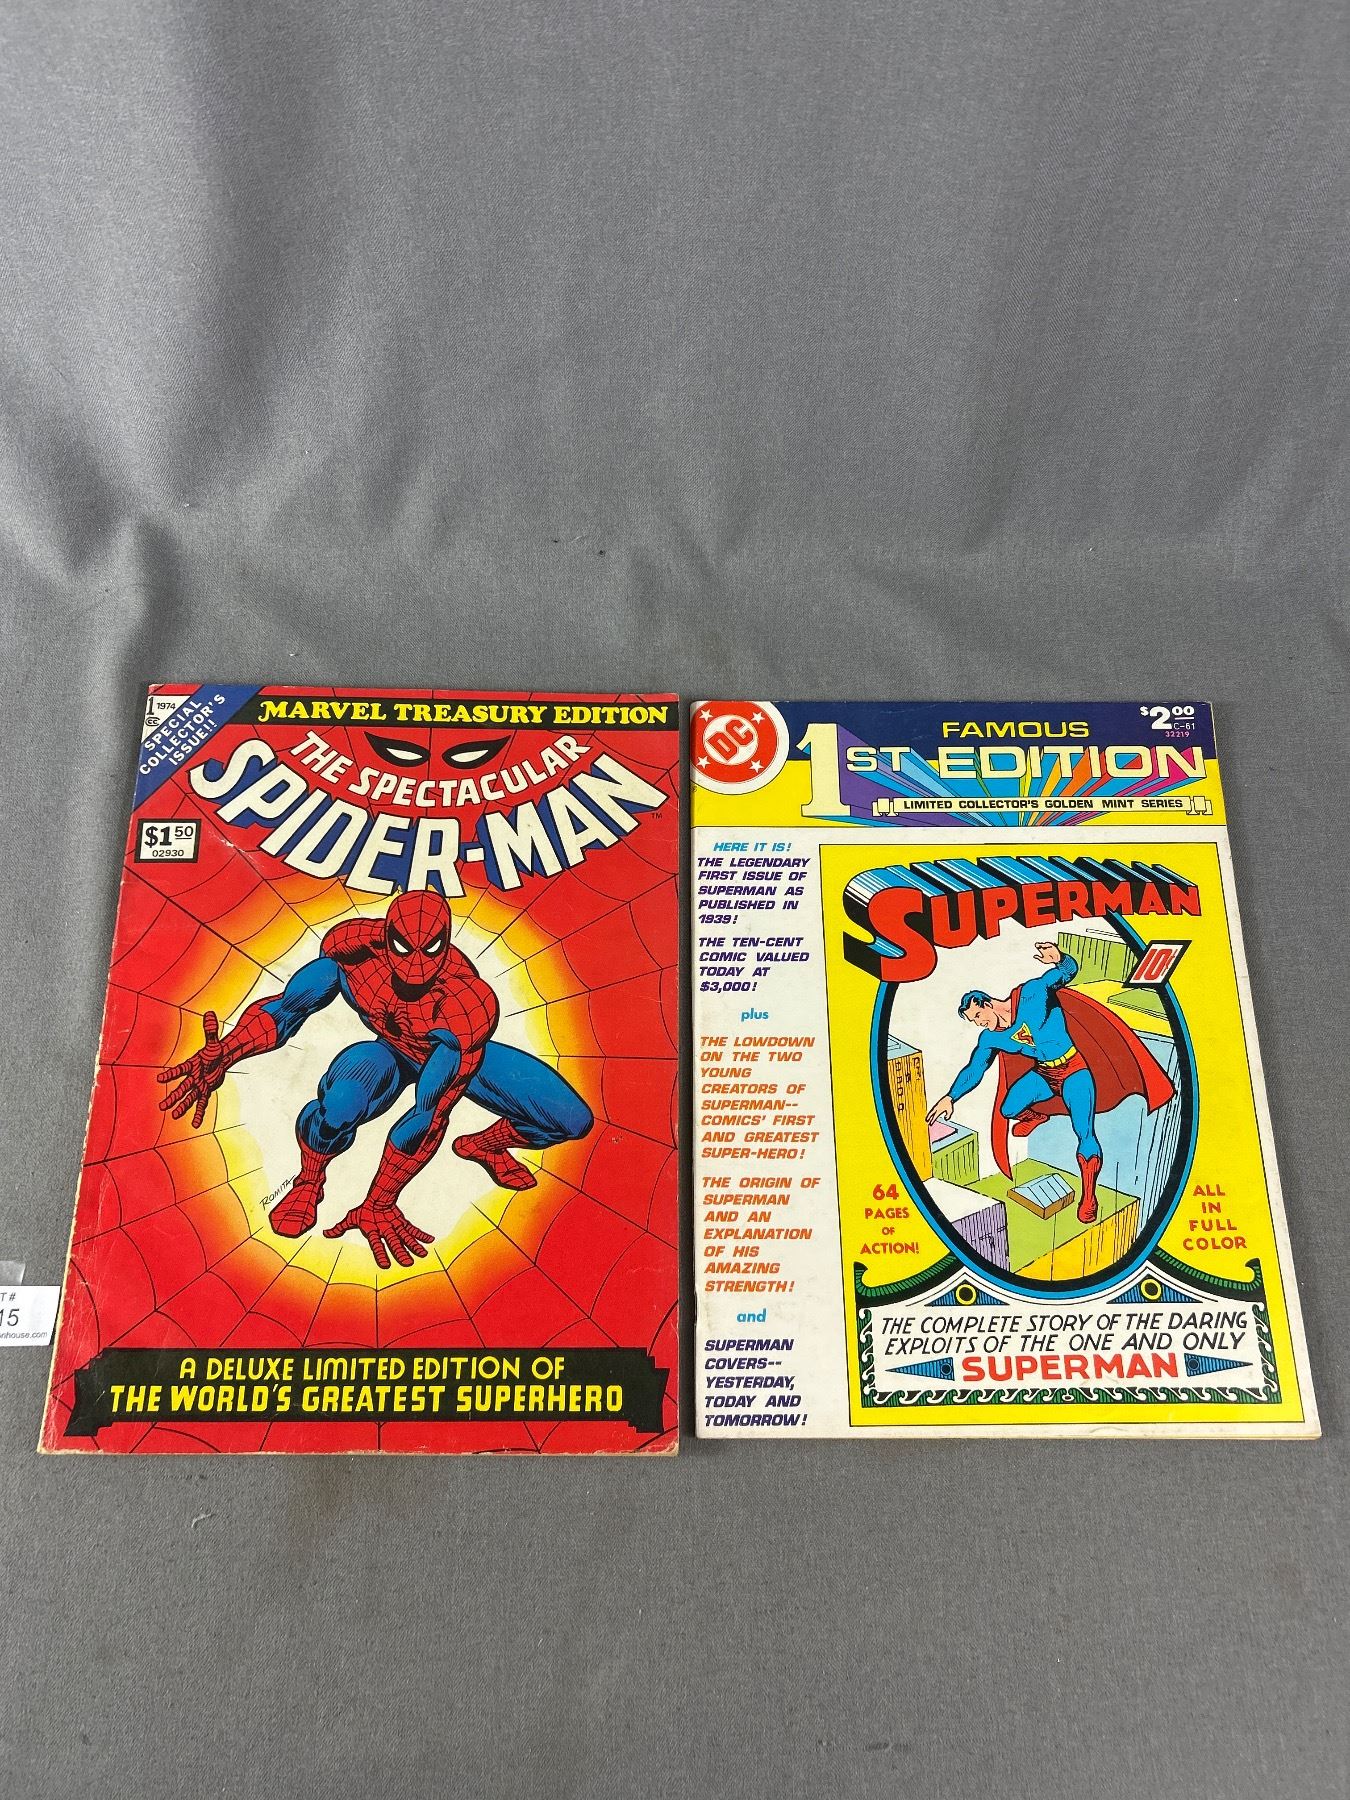 1 1974
CC
SPECIAL
COLLECTOR'S
ISSUE!!
MARVEL TREASURY EDITION
THE SPECTACULAR
SPIDER-MAN
TM
$1.50
02930
ROMITA
A DELUXE LIMITED EDITION OF
THE WORLD'S GREATEST SUPERHERO
T #
15
onhouse.com
DC
FAMOUS
1ST EDITION
LIMITED COLLECTOR'S GOLDEN MINT SERIES
$2.00
C-61
32219
HERE IT IS!
THE LEGENDARY
FIRST ISSUE OF
SUPERMAN AS
PUBLISHED IN
1939!
THE TEN-CENT
COMIC VALUED
TODAY AT
$3,000!
plus
THE LOWDOWN
ON THE TWO
YOUNG
CREATORS OF
SUPERMAN--
COMICS' FIRST
AND GREATEST
SUPER-HERO!
THE ORIGIN OF
SUPERMAN
AND AN
EXPLANATION
OF HIS
AMAZING
STRENGTH!
and
SUPERMAN
COVERS--
YESTERDAY,
TODAY AND
TOMORROW!
SUPERMAN
10¢
S
64
PAGES
OF
ACTION!
ALL
IN
FULL
COLOR
THE COMPLETE STORY OF THE DARING
EXPLOITS OF THE ONE AND ONLY
SUPERMAN